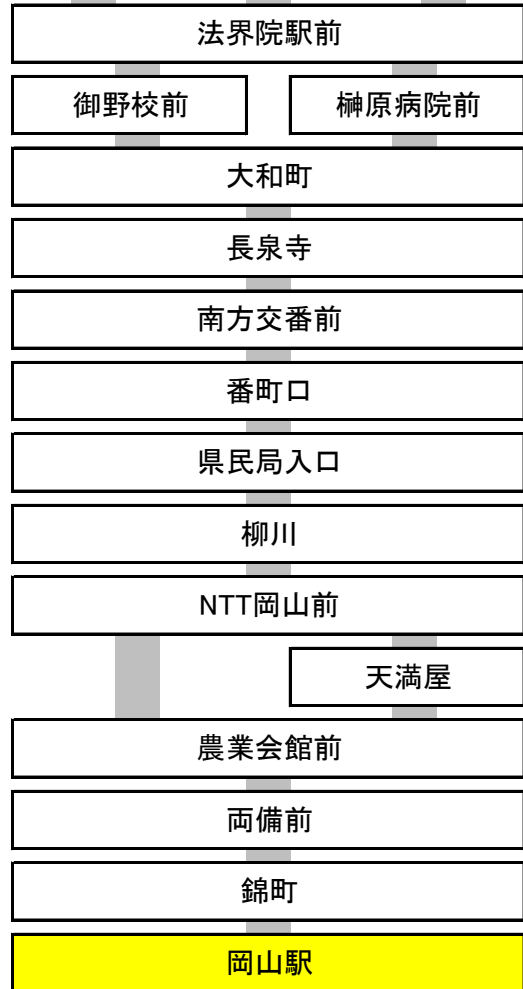 法界院駅前
御野校前
榊原病院前
大和町
長泉寺
南方交番前
番町口
県民局入口
柳川
NTT岡山前
天満屋
農業会館前
両備前
錦町
岡山駅